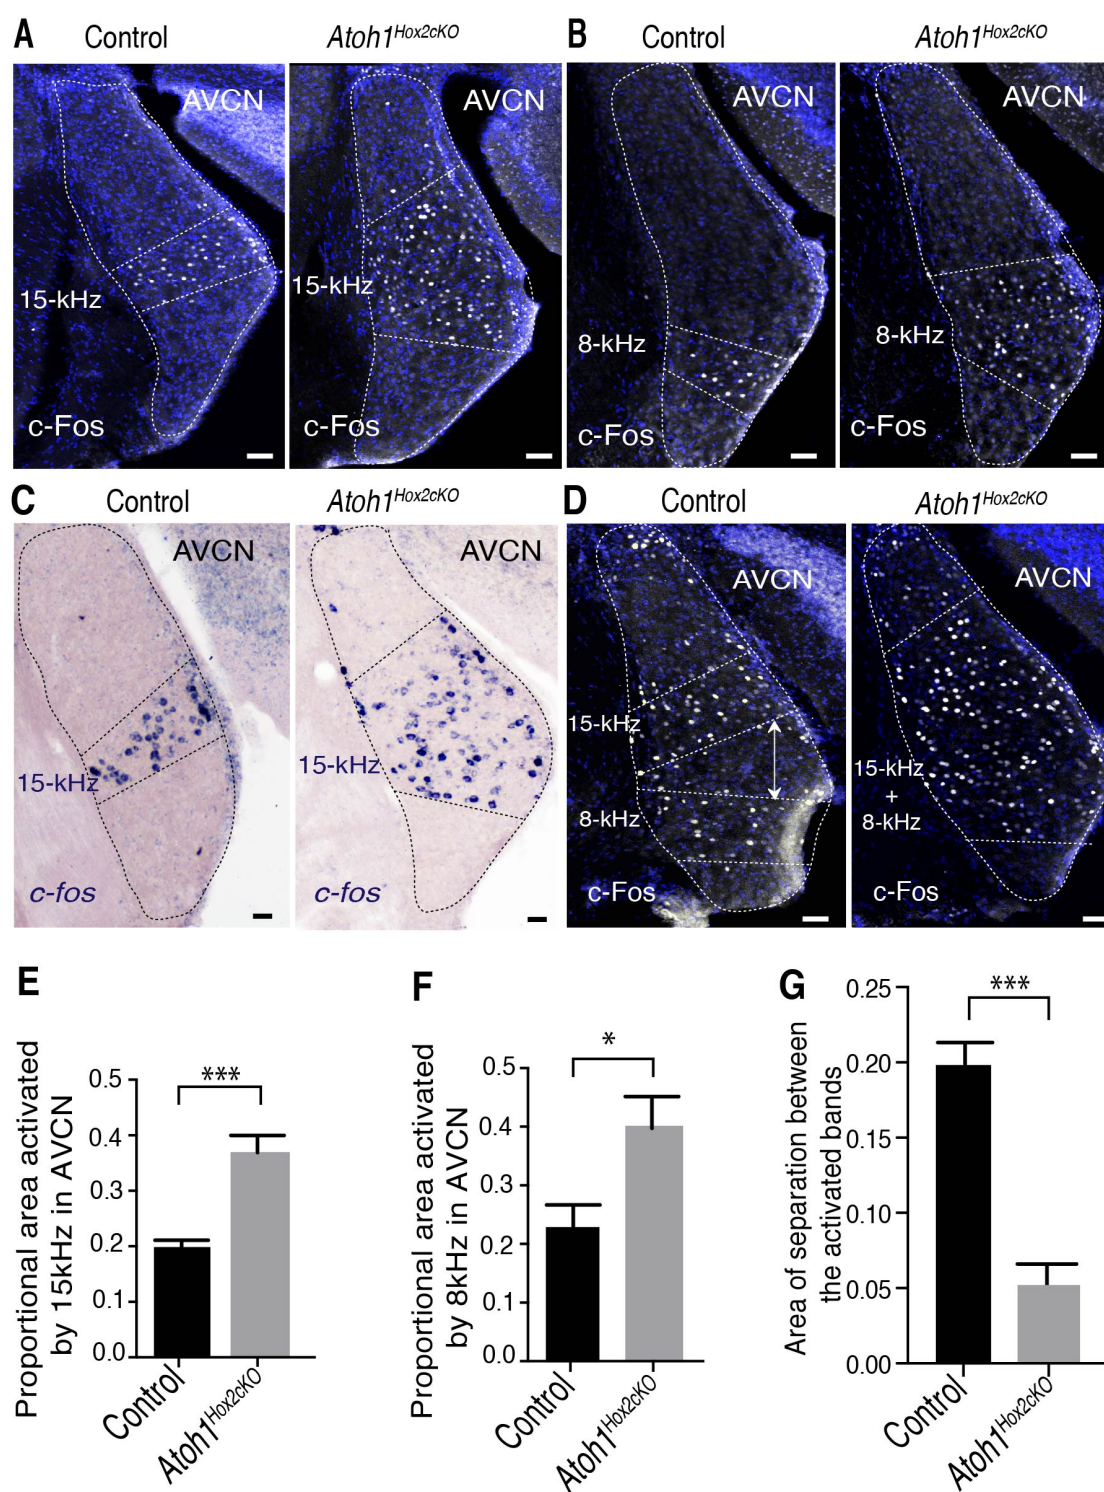 A Control Atoh1Hox2cKO B Control Atoh1Hox2cKO
AVCN AVCN AVCN AVCN
15-kHz 15-kHz 8-kHz 8-kHz
c-Fos c-Fos c-Fos c-Fos
C Control Atoh1Hox2cKO D Control Atoh1Hox2cKO
AVCN AVCN AVCN AVCN
15-kHz 15-kHz 15-kHz 15-kHz
+
8-kHz 8-kHz
c-fos c-fos c-Fos c-Fos
E
Proportional area activated
by 15kHz in AVCN
0.5
0.4
0.3
0.2
0.1
0.0
***
Control
Atoh1Hox2cKO
F
Proportional area activated
by 8kHz in AVCN
0.5
0.4
0.3
0.2
0.1
0.0
*
Control
Atoh1Hox2cKO
G
Area of separation between
the activated bands
0.25
0.20
0.15
0.10
0.05
0.00
***
Control
Atoh1Hox2cKO